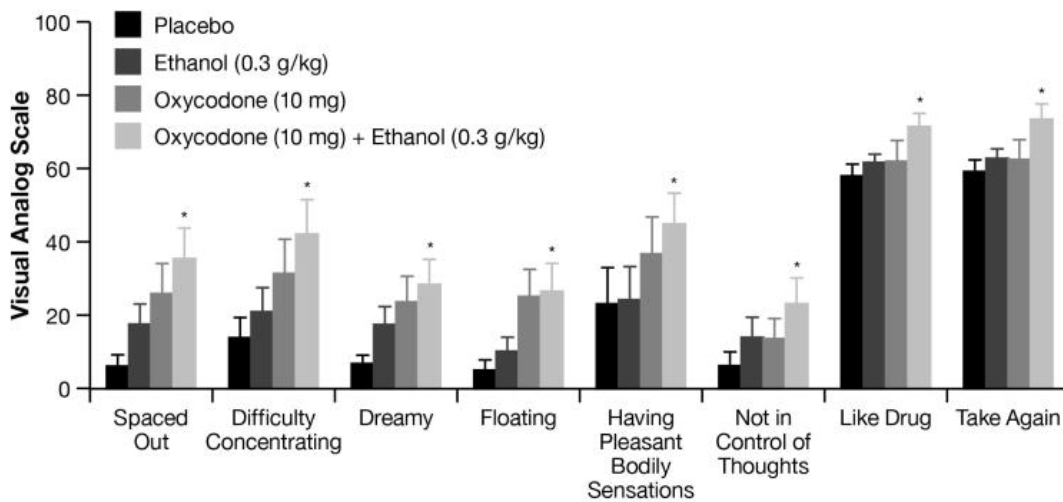 Visual Analog Scale
100
80
60
40
20
0
Placebo
Ethanol (0.3 g/kg)
Oxycodone (10 mg)
Oxycodone (10 mg) + Ethanol (0.3 g/kg)
*
*
*
*
*
*
*
*
Spaced
Out
Difficulty
Concentrating
Dreamy
Floating
Having
Pleasant
Bodily
Sensations
Not in
Control of
Thoughts
Like Drug
Take Again